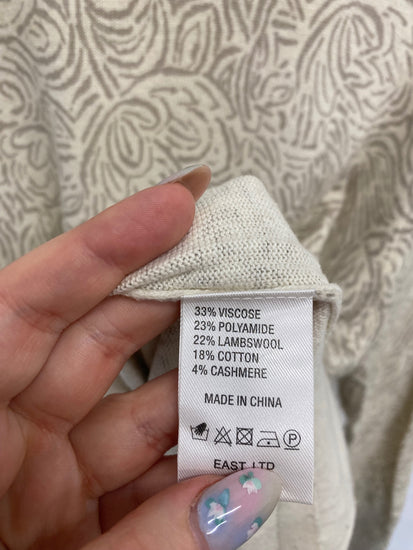 33% VISCOSE
23% POLYAMIDE
22% LAMBSWOOL
18% COTTON
4% CASHMERE
MADE IN CHINA
EAST LTD